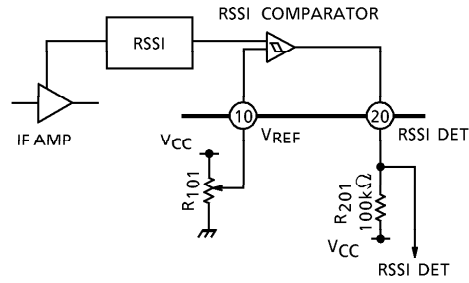 RSSI COMPARATOR
RSSI
IF AMP
10
20
VREF
RSSI DET
VCC
R101
R201
100kΩ
VCC
RSSI DET